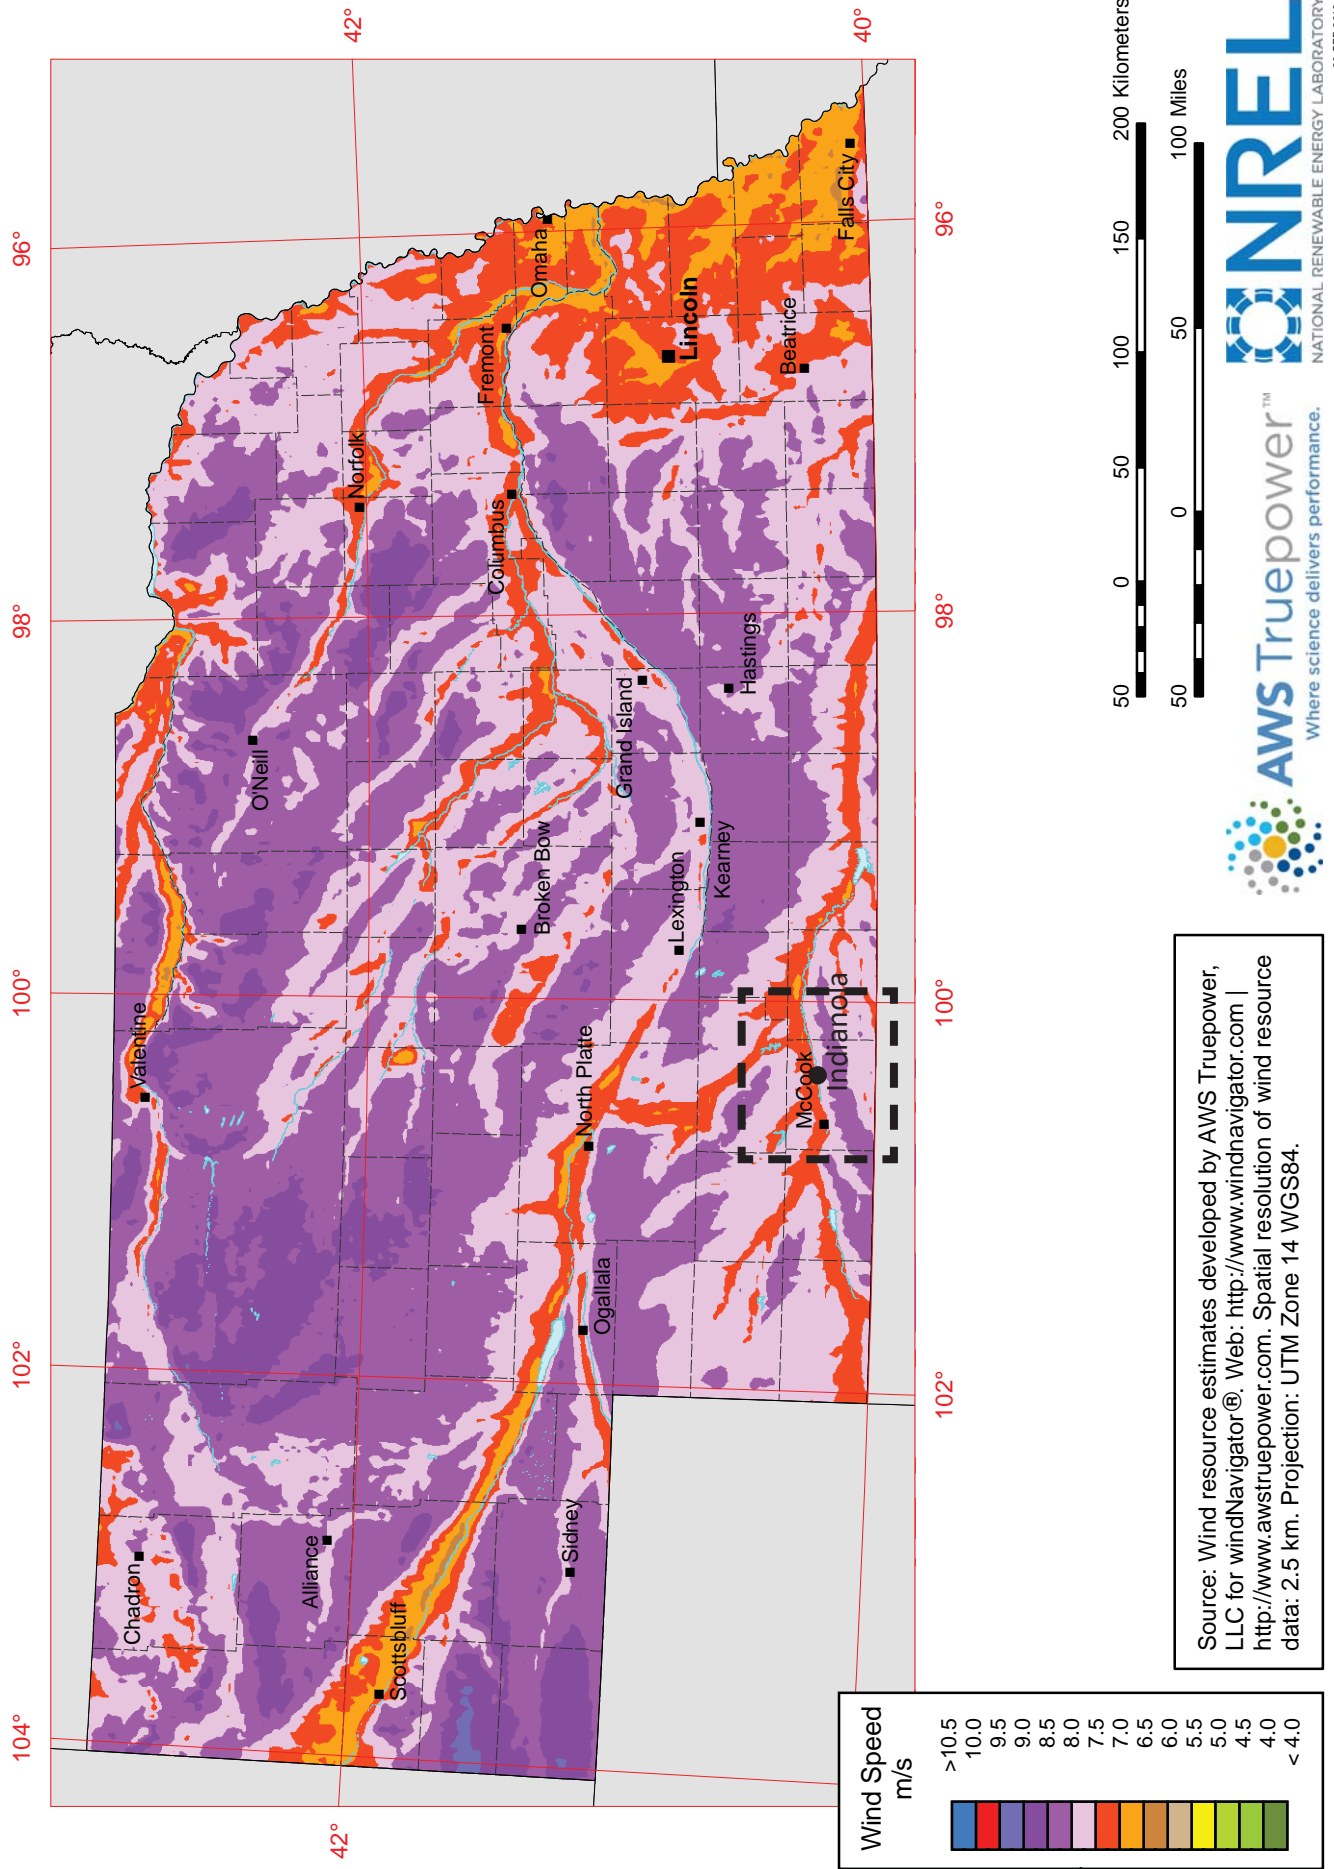 104°
102°
100°
98°
96°
42°
42°
40°
Chadron
Alliance
Scottsbluff
Sidney
Valentine
O'Neill
Norfolk
Ogallala
North Platte
Broken Bow
Columbus
Fremont
Omaha
Lexington
Kearney
Grand Island
Hastings
Lincoln
Beatrice
Falls City
McCook
Indianola
102°
100°
98°
96°
Wind Speed
m/s
>10.5
10.0
9.5
9.0
8.5
8.0
7.5
7.0
6.5
6.0
5.5
5.0
4.5
4.0
< 4.0
Source: Wind resource estimates developed by AWS Truepower,
LLC for windNavigator®. Web: http://www.windnavigator.com |
http://www.awstruepower.com. Spatial resolution of wind resource
data: 2.5 km. Projection: UTM Zone 14 WGS84.
50 0 50 100 150 200 Kilometers
50 0 50 100 Miles
AWS Truepower™
Where science delivers performance.
NREL
NATIONAL RENEWABLE ENERGY LABORATORY